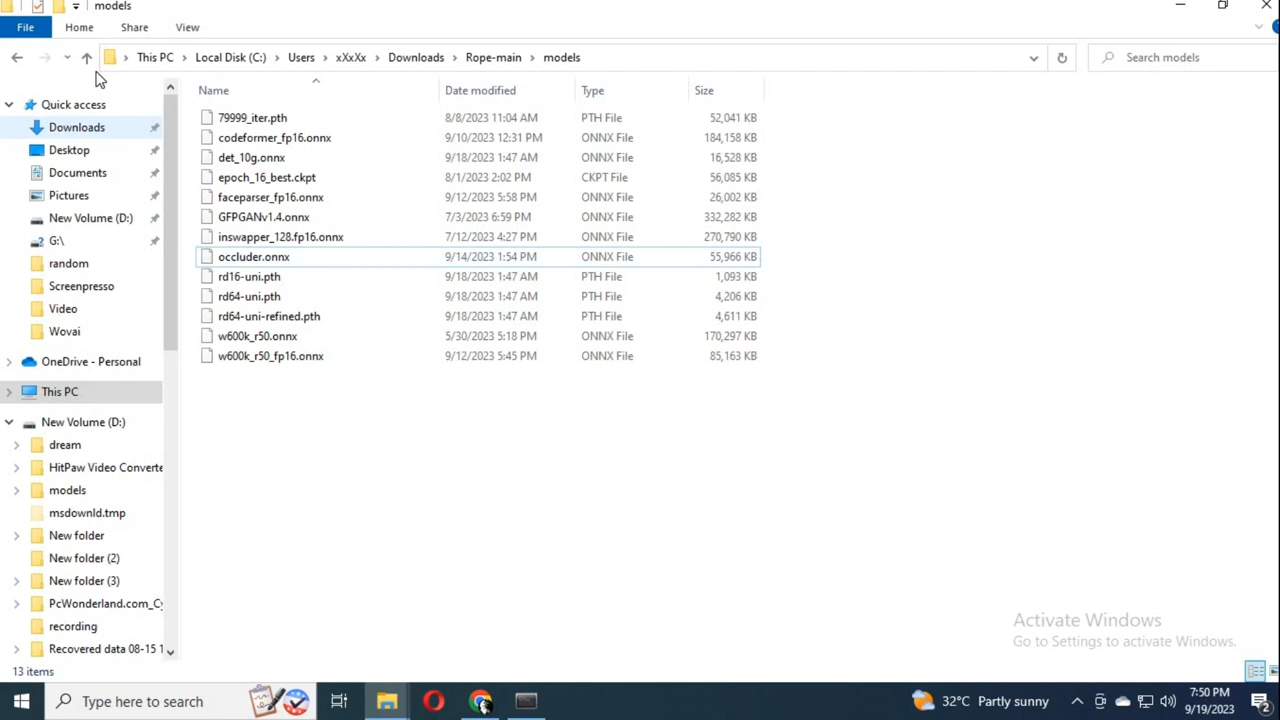 models
File Home Share View
This PC Local Disk (C:) Users xXxXx Downloads Rope-main models Search models
Name Date modified Type Size
79999_iter.pth 8/8/2023 11:04 AM PTH File 52,041 KB
codeformer_fp16.onnx 9/10/2023 12:31 PM ONNX File 184,158 KB
det_10g.onnx 9/18/2023 1:47 AM ONNX File 16,528 KB
epoch_16_best.ckpt 8/1/2023 2:02 PM CKPT File 56,085 KB
faceparser_fp16.onnx 9/12/2023 5:58 PM ONNX File 26,002 KB
GFPGANv1.4.onnx 7/3/2023 6:59 PM ONNX File 332,282 KB
inswapper_128.fp16.onnx 7/12/2023 4:27 PM ONNX File 270,790 KB
occluder.onnx 9/14/2023 1:54 PM ONNX File 55,966 KB
rd16-uni.pth 9/18/2023 1:47 AM PTH File 1,093 KB
rd64-uni.pth 9/18/2023 1:47 AM PTH File 4,206 KB
rd64-uni-refined.pth 9/18/2023 1:47 AM PTH File 4,611 KB
w600k_r50.onnx 5/30/2023 5:18 PM ONNX File 170,297 KB
w600k_r50_fp16.onnx 9/12/2023 5:45 PM ONNX File 85,163 KB
Quick access
Downloads
Desktop
Documents
Pictures
New Volume (D:)
G:\
random
Screenpresso
Video
Wovai
OneDrive - Personal
This PC
New Volume (D:)
dream
HitPaw Video Converte
models
msdownld.tmp
New folder
New folder (2)
New folder (3)
PcWonderland.com_Cy
recording
Recovered data 08-15 1
Activate Windows
Go to Settings to activate Windows.
13 items
Type here to search
32°C Partly sunny
7:50 PM
9/19/2023
2